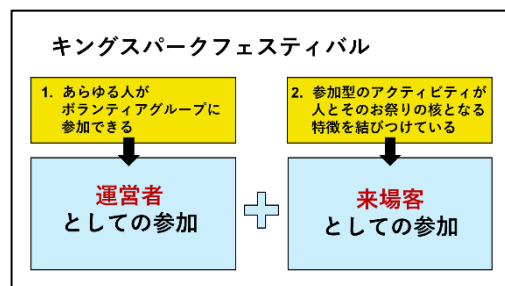 キングスパークフェスティバル
1. あらゆる人が
ボランティアグループに
参加できる
2. 参加型のアクティビティが
人とそのお祭りの核となる
特徴を結びつけている
運営者
としての参加
来場客
としての参加